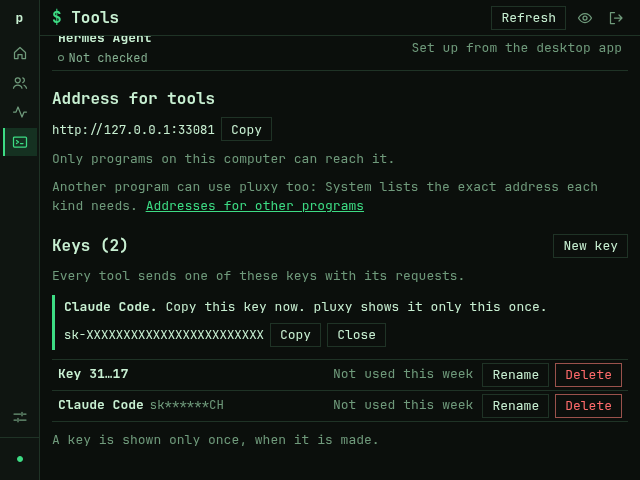 p
$ Tools
Refresh
Hermes Agent
Not checked
Set up from the desktop app
Address for tools
http://127.0.0.1:33081 Copy
Only programs on this computer can reach it.
Another program can use pluxy too: System lists the exact address each
kind needs. Addresses for other programs
Keys (2)
New key
Every tool sends one of these keys with its requests.
Claude Code. Copy this key now. pluxy shows it only this once.
sk-XXXXXXXXXXXXXXXXXXXXXXXX Copy Close
Key 31…17 Not used this week Rename Delete
Claude Code sk******CH Not used this week Rename Delete
A key is shown only once, when it is made.